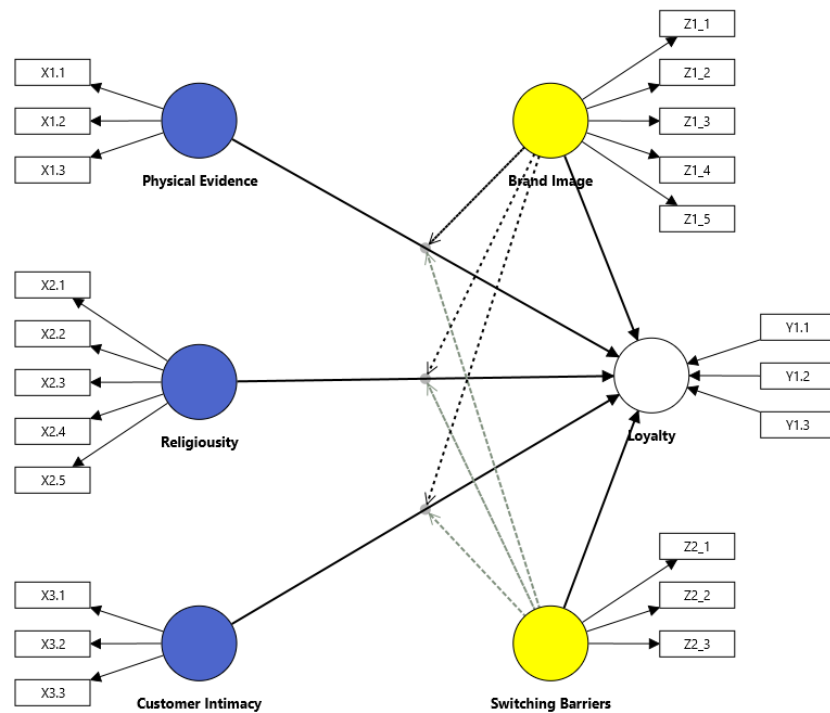 X1.1
X1.2
X1.3
Physical Evidence
Z1_1
Z1_2
Z1_3
Z1_4
Z1_5
Brand Image
X2.1
X2.2
X2.3
X2.4
X2.5
Religiousity
Y1.1
Y1.2
Y1.3
Loyalty
X3.1
X3.2
X3.3
Customer Intimacy
Z2_1
Z2_2
Z2_3
Switching Barriers